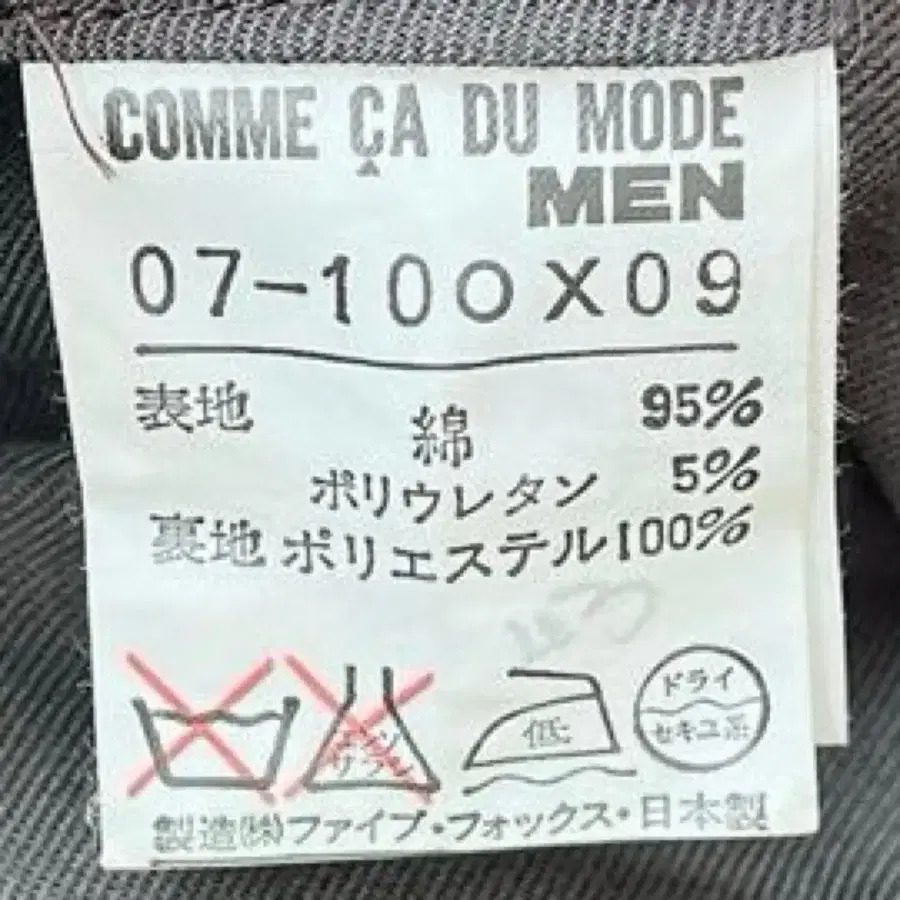 COMME ÇA DU MODE
MEN
07-10OX09
表地 綿 95%
ポリウレタン 5%
裏地 ポリエステル100%
低
ドライ
セキユ系
製造㈱ファイブ・フォックス・日本製